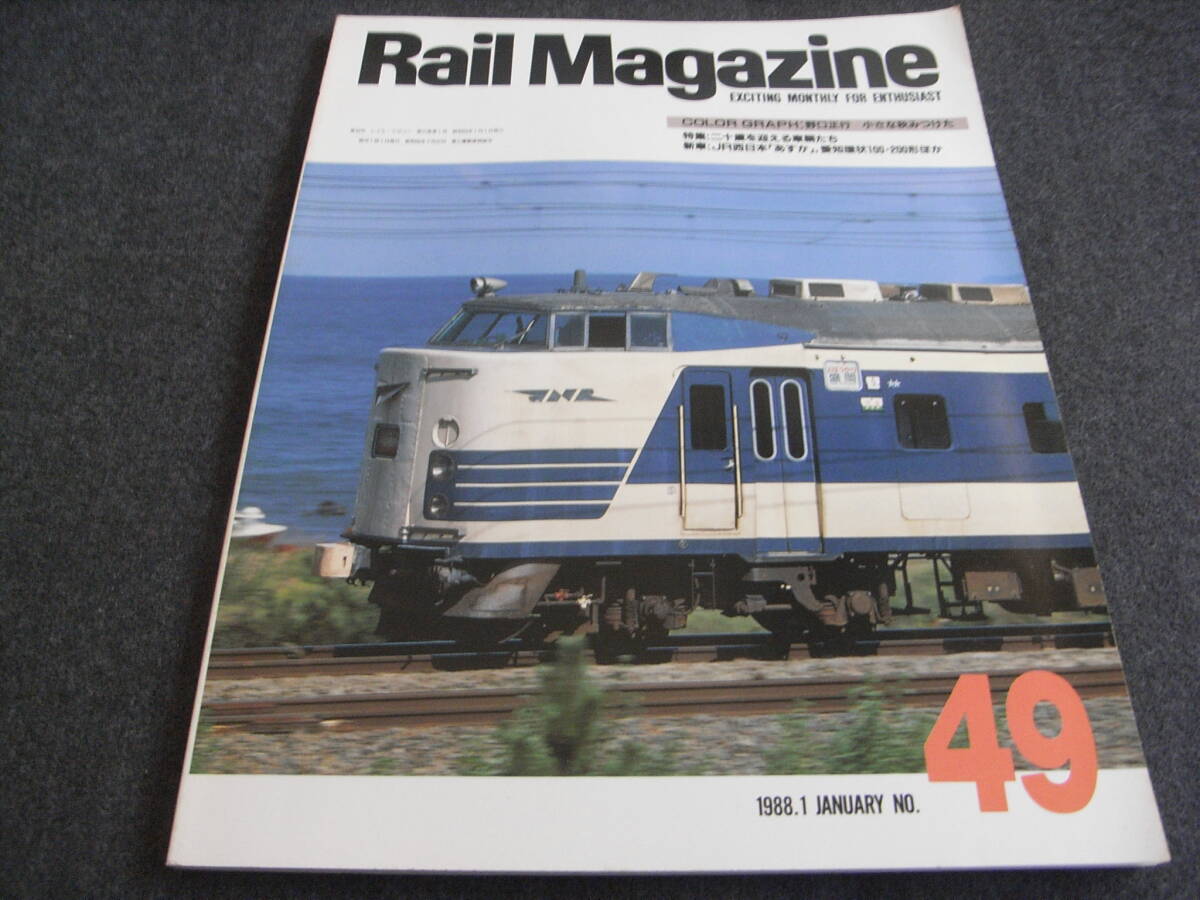 Rail Magazine
EXCITING MONTHLY FOR ENTHUSIAST
COLOR GRAPH:野口正行 小さな秋みつけた
特集:二十歳を迎える車輌たち
新車:JR西日本「あすか」,愛知環状100・200形ほか
JNR
1988.1 JANUARY NO.
49